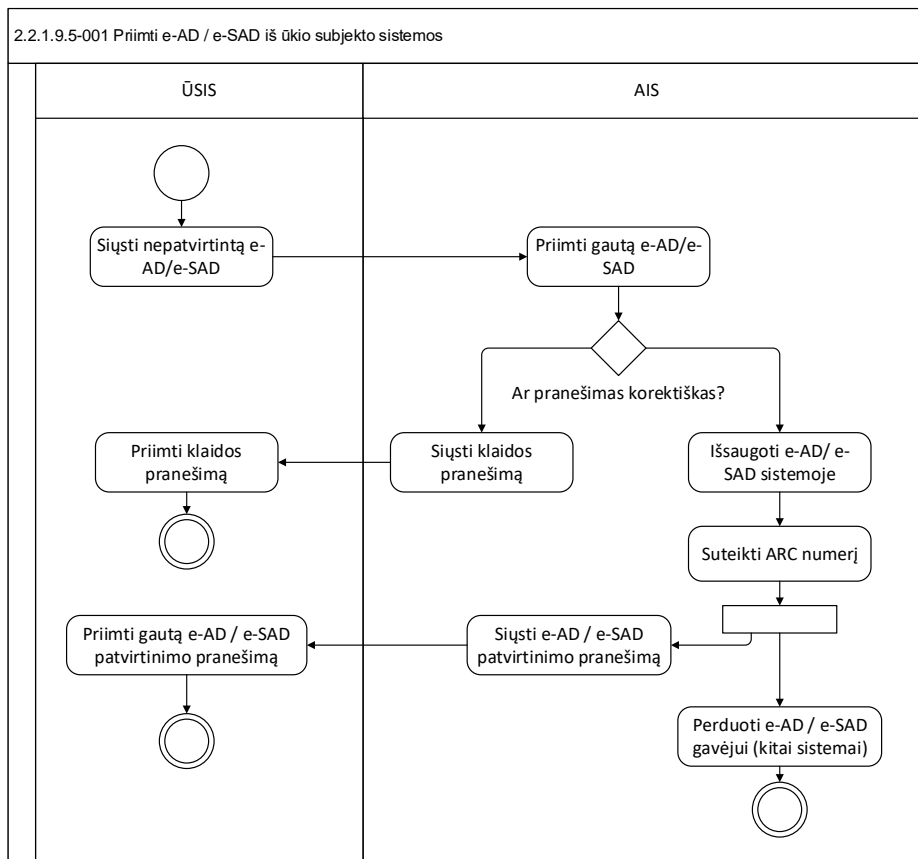 2.2.1.9.5-001 Priimti e-AD / e-SAD iš ūkio subjekto sistemos
ŪSIS
AIS
Siųsti nepatvirtintą e-
AD/e-SAD
Priimti gautą e-AD/e-
SAD
Ar pranešimas korektiškas?
Priimti klaidos
pranešimą
Siųsti klaidos
pranešimą
Išsaugoti e-AD/ e-
SAD sistemoje
Suteikti ARC numerį
Priimti gautą e-AD / e-SAD
patvirtinimo pranešimą
Siųsti e-AD / e-SAD
patvirtinimo pranešimą
Perduoti e-AD / e-SAD
gavėjui (kitai sistemai)